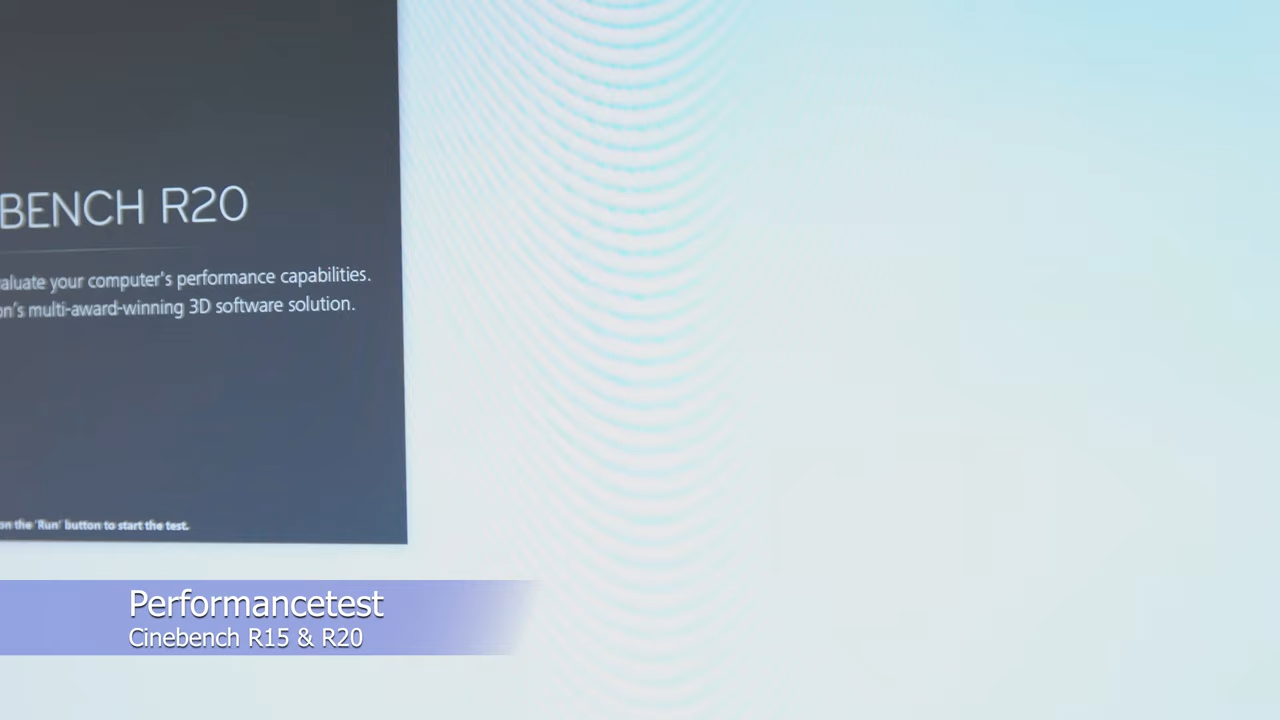 BENCH R20
valuate your computer's performance capabilities.
on's multi-award-winning 3D software solution.
on the 'Run' button to start the test.
Performancetest
Cinebench R15 & R20